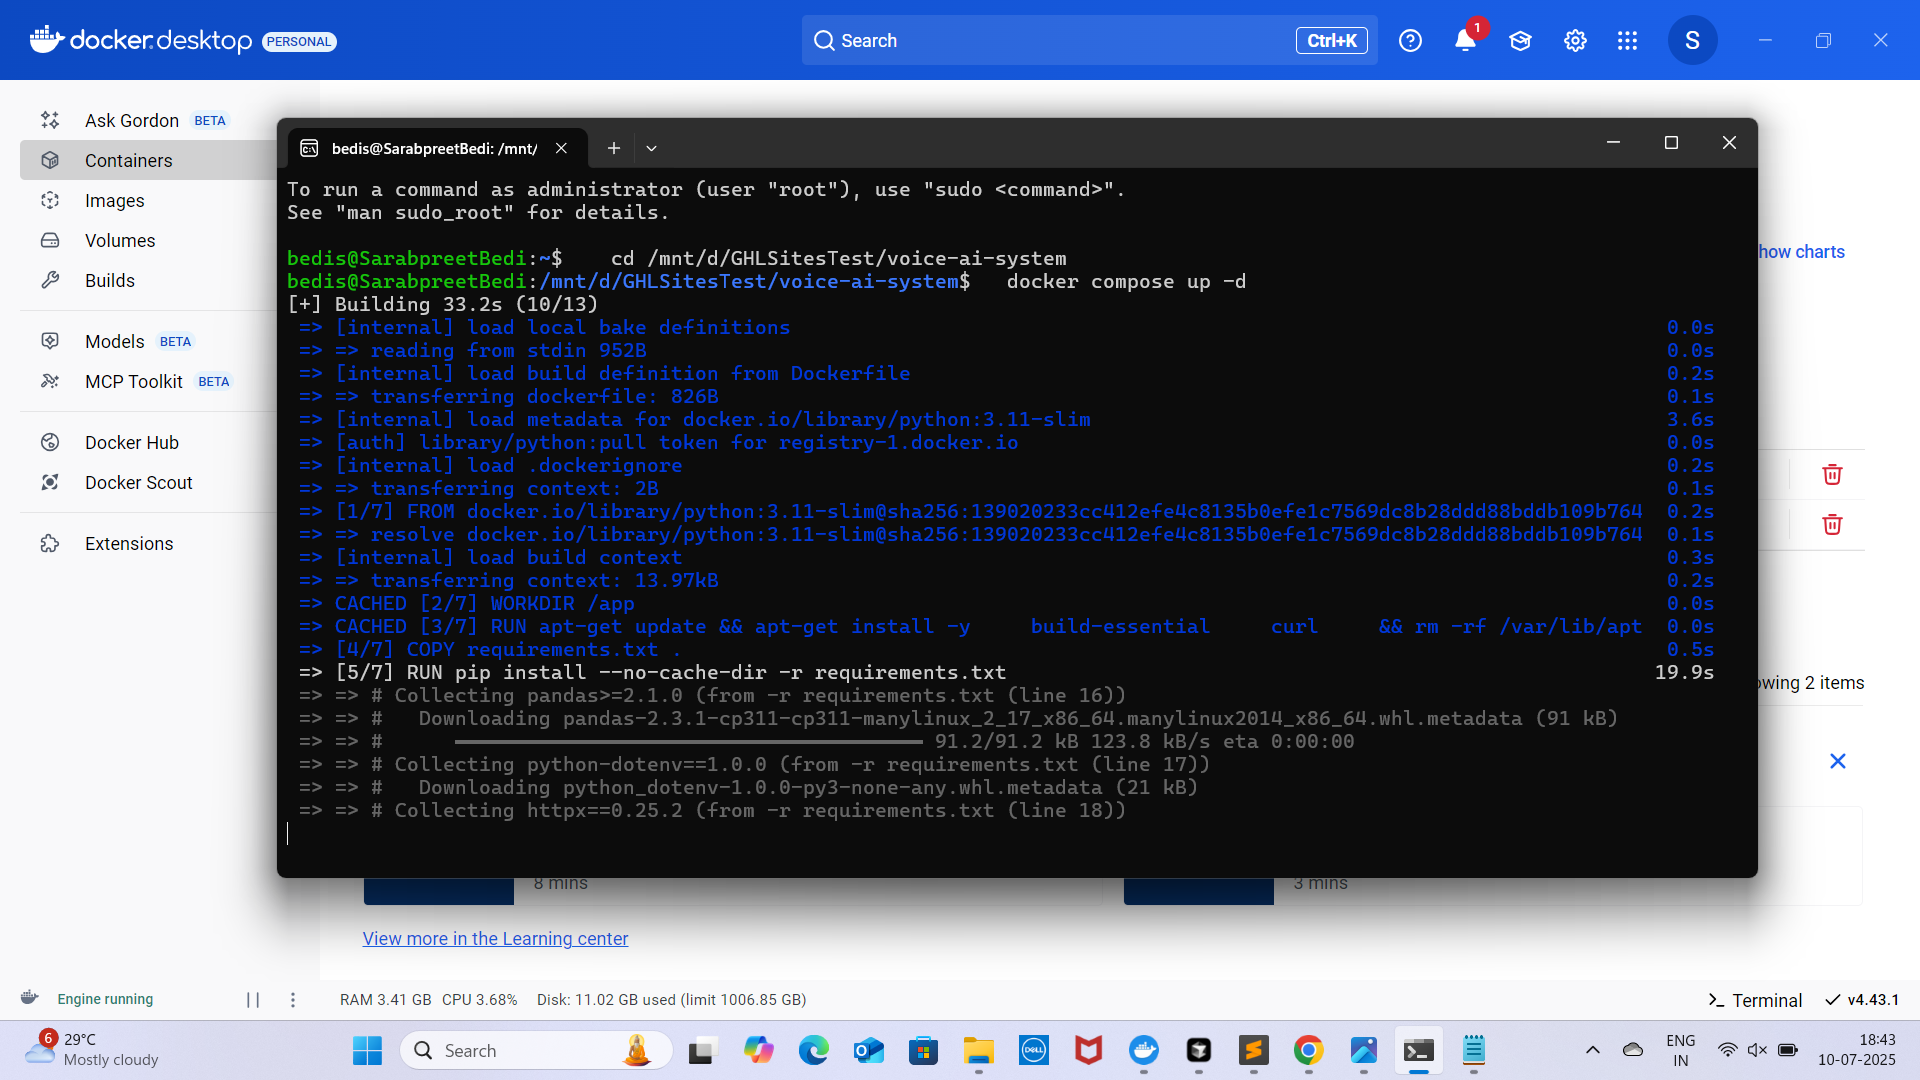 docker.desktop PERSONAL
Search
Ctrl+K
1
S
Ask Gordon BETA
Containers
Images
Volumes
Builds
Models BETA
MCP Toolkit BETA
Docker Hub
Docker Scout
Extensions
bedis@SarabpreetBedi: /mnt/
To run a command as administrator (user "root"), use "sudo <command>".
See "man sudo_root" for details.
bedis@SarabpreetBedi:~$    cd /mnt/d/GHLSitesTest/voice-ai-system
bedis@SarabpreetBedi:/mnt/d/GHLSitesTest/voice-ai-system$   docker compose up -d
[+] Building 33.2s (10/13)
=> [internal] load local bake definitions 0.0s
=> => reading from stdin 952B 0.0s
=> [internal] load build definition from Dockerfile 0.2s
=> => transferring dockerfile: 826B 0.1s
=> [internal] load metadata for docker.io/library/python:3.11-slim 3.6s
=> [auth] library/python:pull token for registry-1.docker.io 0.0s
=> [internal] load .dockerignore 0.2s
=> => transferring context: 2B 0.1s
=> [1/7] FROM docker.io/library/python:3.11-slim@sha256:139020233cc412efe4c8135b0efe1c7569dc8b28ddd88bddb109b764 0.2s
=> => resolve docker.io/library/python:3.11-slim@sha256:139020233cc412efe4c8135b0efe1c7569dc8b28ddd88bddb109b764 0.1s
=> [internal] load build context 0.3s
=> => transferring context: 13.97kB 0.2s
=> CACHED [2/7] WORKDIR /app 0.0s
=> CACHED [3/7] RUN apt-get update && apt-get install -y     build-essential     curl     && rm -rf /var/lib/apt 0.0s
=> [4/7] COPY requirements.txt . 0.5s
=> [5/7] RUN pip install --no-cache-dir -r requirements.txt 19.9s
=> => # Collecting pandas>=2.1.0 (from -r requirements.txt (line 16))
=> => #   Downloading pandas-2.3.1-cp311-cp311-manylinux_2_17_x86_64.manylinux2014_x86_64.whl.metadata (91 kB)
=> => #      91.2/91.2 kB 123.8 kB/s eta 0:00:00
=> => # Collecting python-dotenv==1.0.0 (from -r requirements.txt (line 17))
=> => #   Downloading python_dotenv-1.0.0-py3-none-any.whl.metadata (21 kB)
=> => # Collecting httpx==0.25.2 (from -r requirements.txt (line 18))
how charts
owing 2 items
8 mins
3 mins
View more in the Learning center
Engine running
RAM 3.41 GB CPU 3.68% Disk: 11.02 GB used (limit 1006.85 GB)
Terminal
v4.43.1
6
29°C
Mostly cloudy
Search
DELL
ENG
IN
18:43
10-07-2025